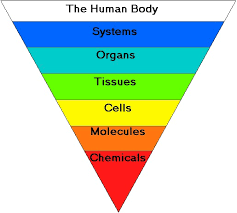 The Human Body
Systems
Organs
Tissues
Cells
Molecules
Chemicals